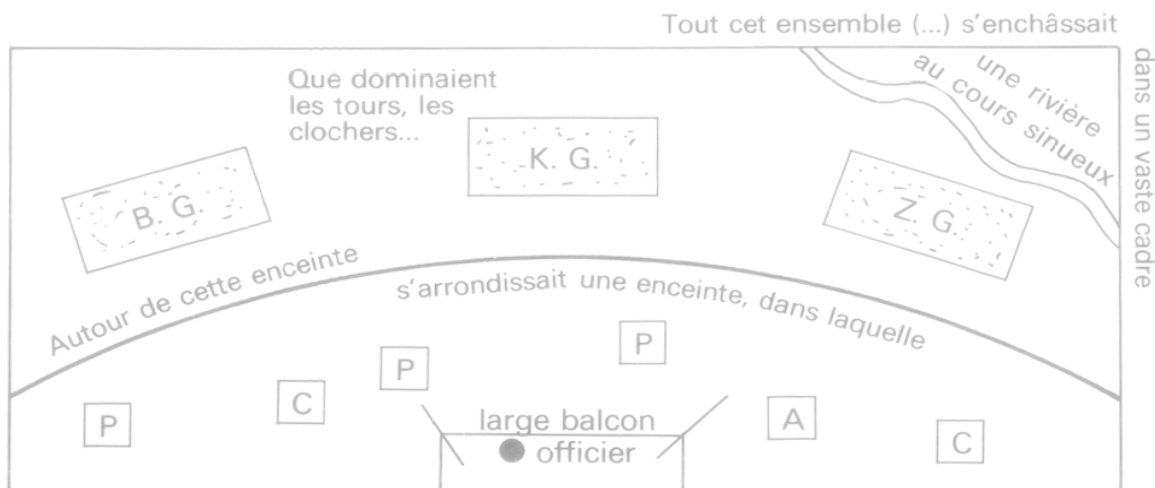 Tout cet ensemble (...) s'enchâssait
dans un vaste cadre
une rivière
au cours sinueux
Que dominaient
les tours, les
clochers...
B. G.
K. G.
Z. G.
Autour de cette enceinte
s'arrondissait une enceinte, dans laquelle
P
C
P
P
A
C
large balcon
officier